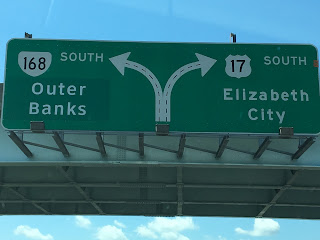 168 SOUTH
Outer
Banks
17 SOUTH
Elizabeth
City